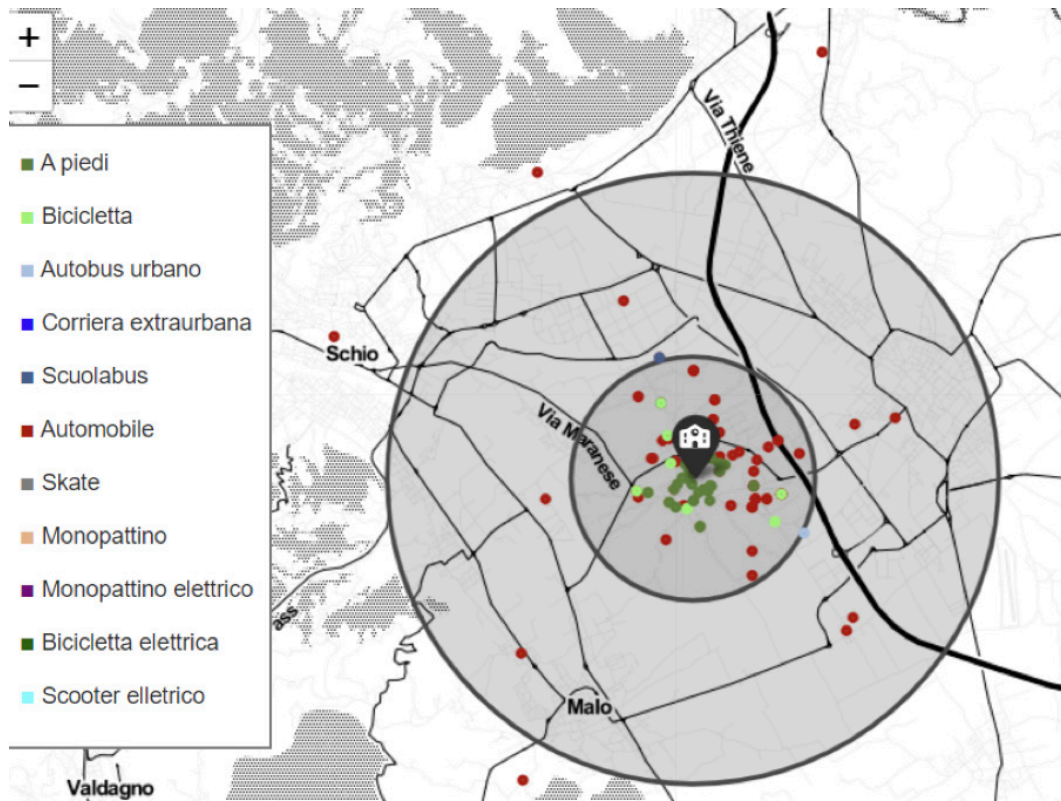 +
−
A piedi
Bicicletta
Autobus urbano
Corriera extraurbana
Scuolabus
Automobile
Skate
Monopattino
Monopattino elettrico
Bicicletta elettrica
Scooter elletrico
Via Thiene
Schio
Via Maranese
ass
Malo
Valdagno